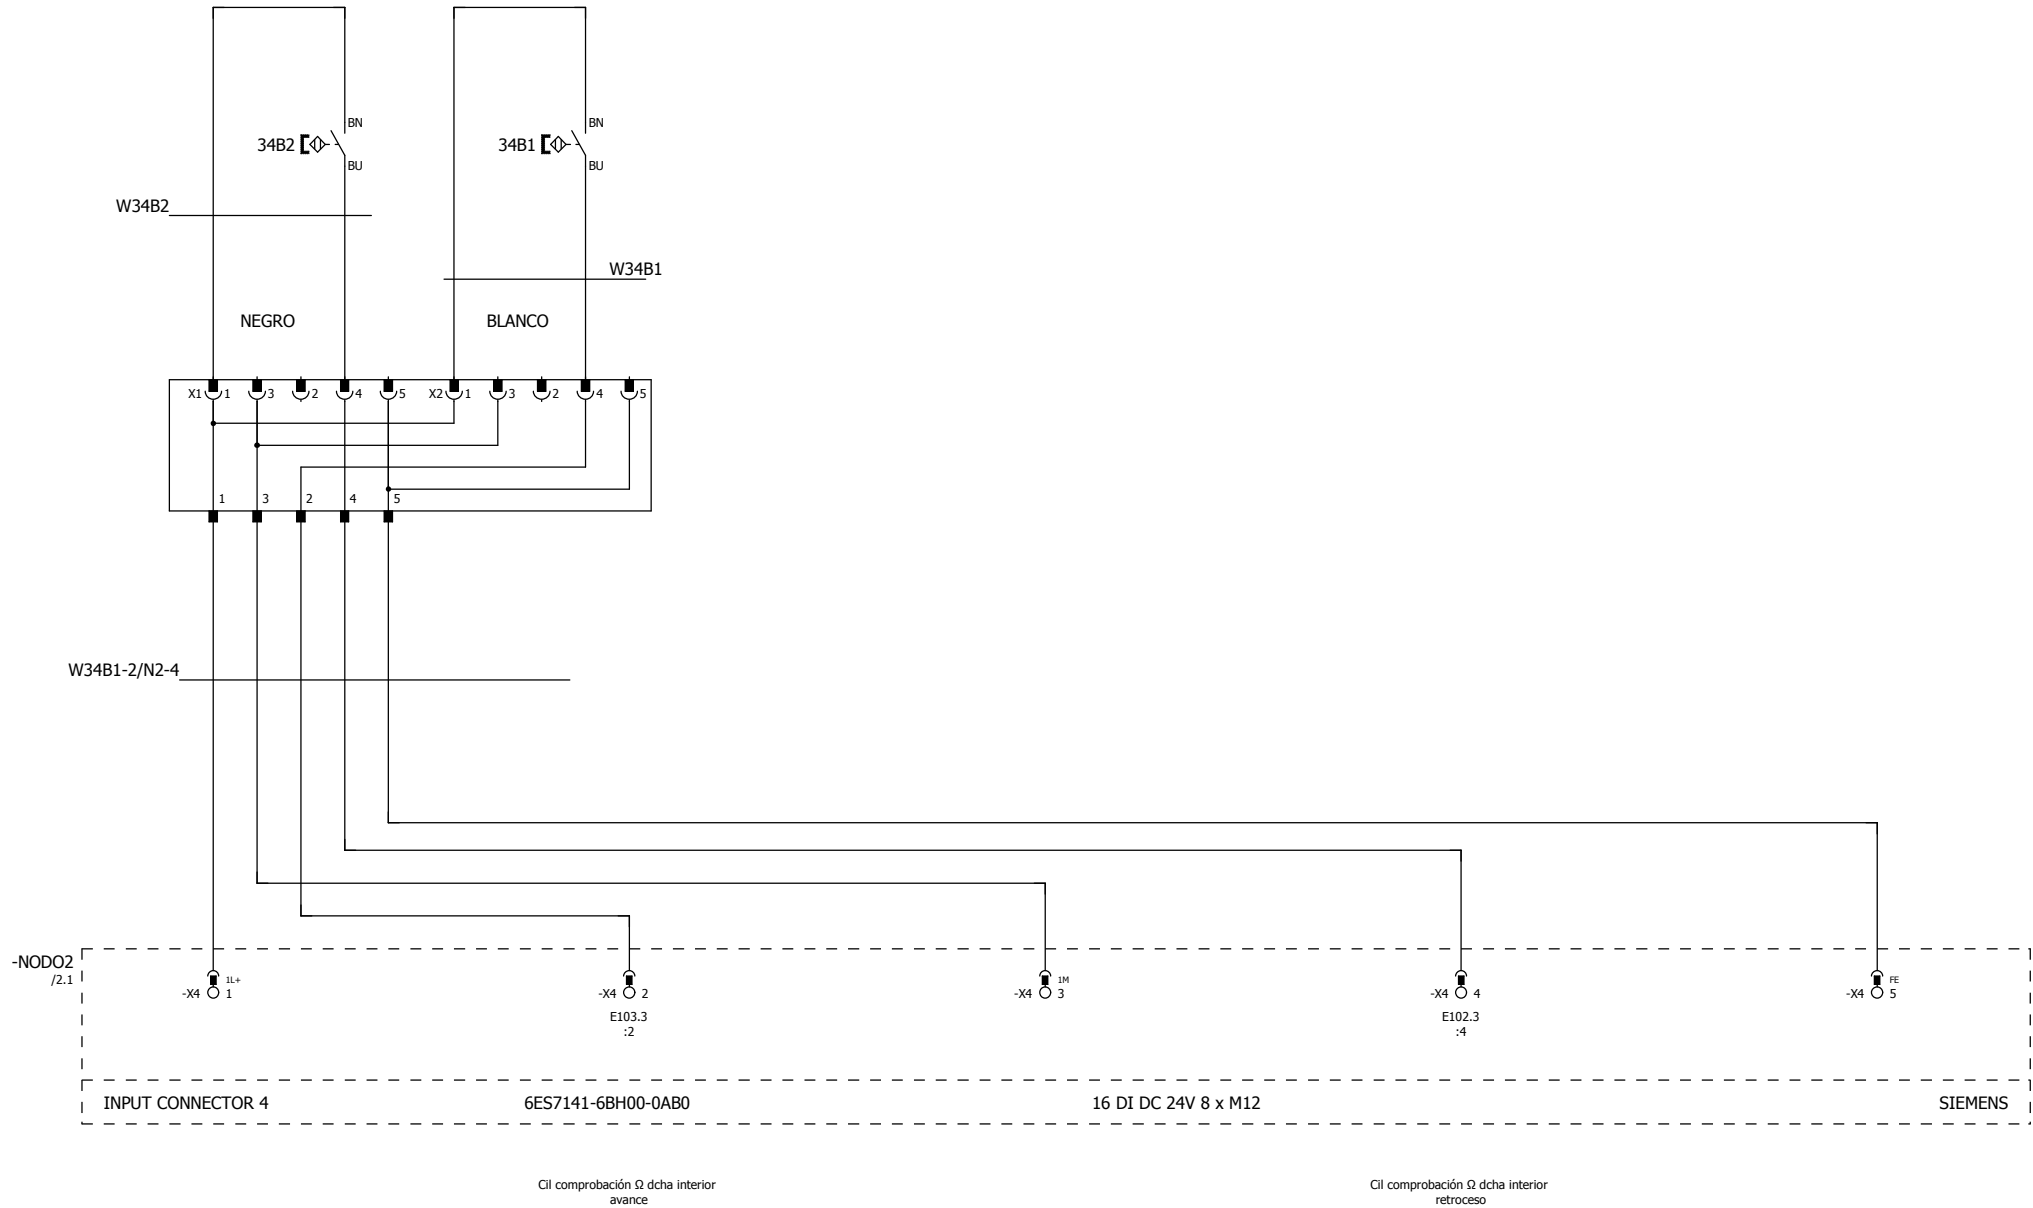 BN
BN
34B2
34B1
BU
BU
W34B2
W34B1
NEGRO
BLANCO
X1 1 3 2 4 5 X2 1 3 2 4 5
1 3 2 4 5
W34B1-2/N2-4
-NODO2
/2.1
1L+
1M
FE
-X4 1
-X4 2
-X4 3
-X4 4
-X4 5
E103.3
:2
E102.3
:4
INPUT CONNECTOR 4 6ES7141-6BH00-0AB0 16 DI DC 24V 8 x M12 SIEMENS
Cil comprobación Ω dcha interior
avance
Cil comprobación Ω dcha interior
retroceso